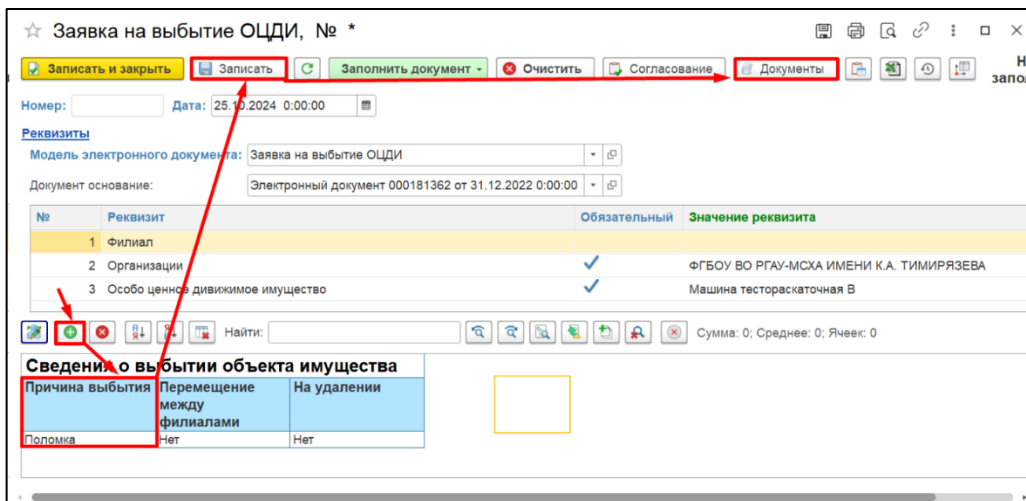 Заявка на выбытие ОЦДИ, № *
Записать и закрыть Записать Заполнить документ Очистить Согласование Документы Н
запол
Номер: Дата: 25.10.2024 0:00:00
Реквизиты
Модель электронного документа: Заявка на выбытие ОЦДИ
Документ основание: Электронный документ 000181362 от 31.12.2022 0:00:00
№ Реквизит Обязательный Значение реквизита
1 Филиал
2 Организации ФГБОУ ВО РГАУ-МСХА ИМЕНИ К.А. ТИМИРЯЗЕВА
3 Особо ценное дивижимое имущество Машина тестораскаточная В
Найти: Сумма: 0; Среднее: 0; Ячеек: 0
Сведения о выбытии объекта имущества
Причина выбытия Перемещение На удалении
между
филиалами
Поломка Нет Нет